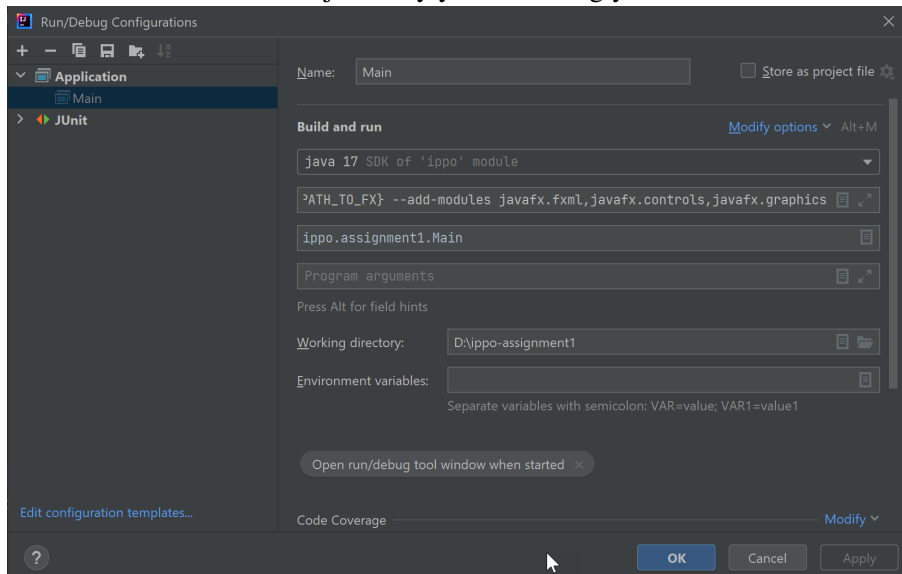 Run/Debug Configurations
Application
Main
JUnit
Name: Main
Store as project file
Build and run
Modify options Alt+M
java 17 SDK of 'ippo' module
PATH_TO_FX} --add-modules javafx.fxml,javafx.controls,javafx.graphics
ippo.assignment1.Main
Program arguments
Press Alt for field hints
Working directory: D:\ippo-assignment1
Environment variables:
Separate variables with semicolon: VAR=value; VAR1=value1
Open run/debug tool window when started
Edit configuration templates...
Code Coverage
Modify
? OK Cancel Apply